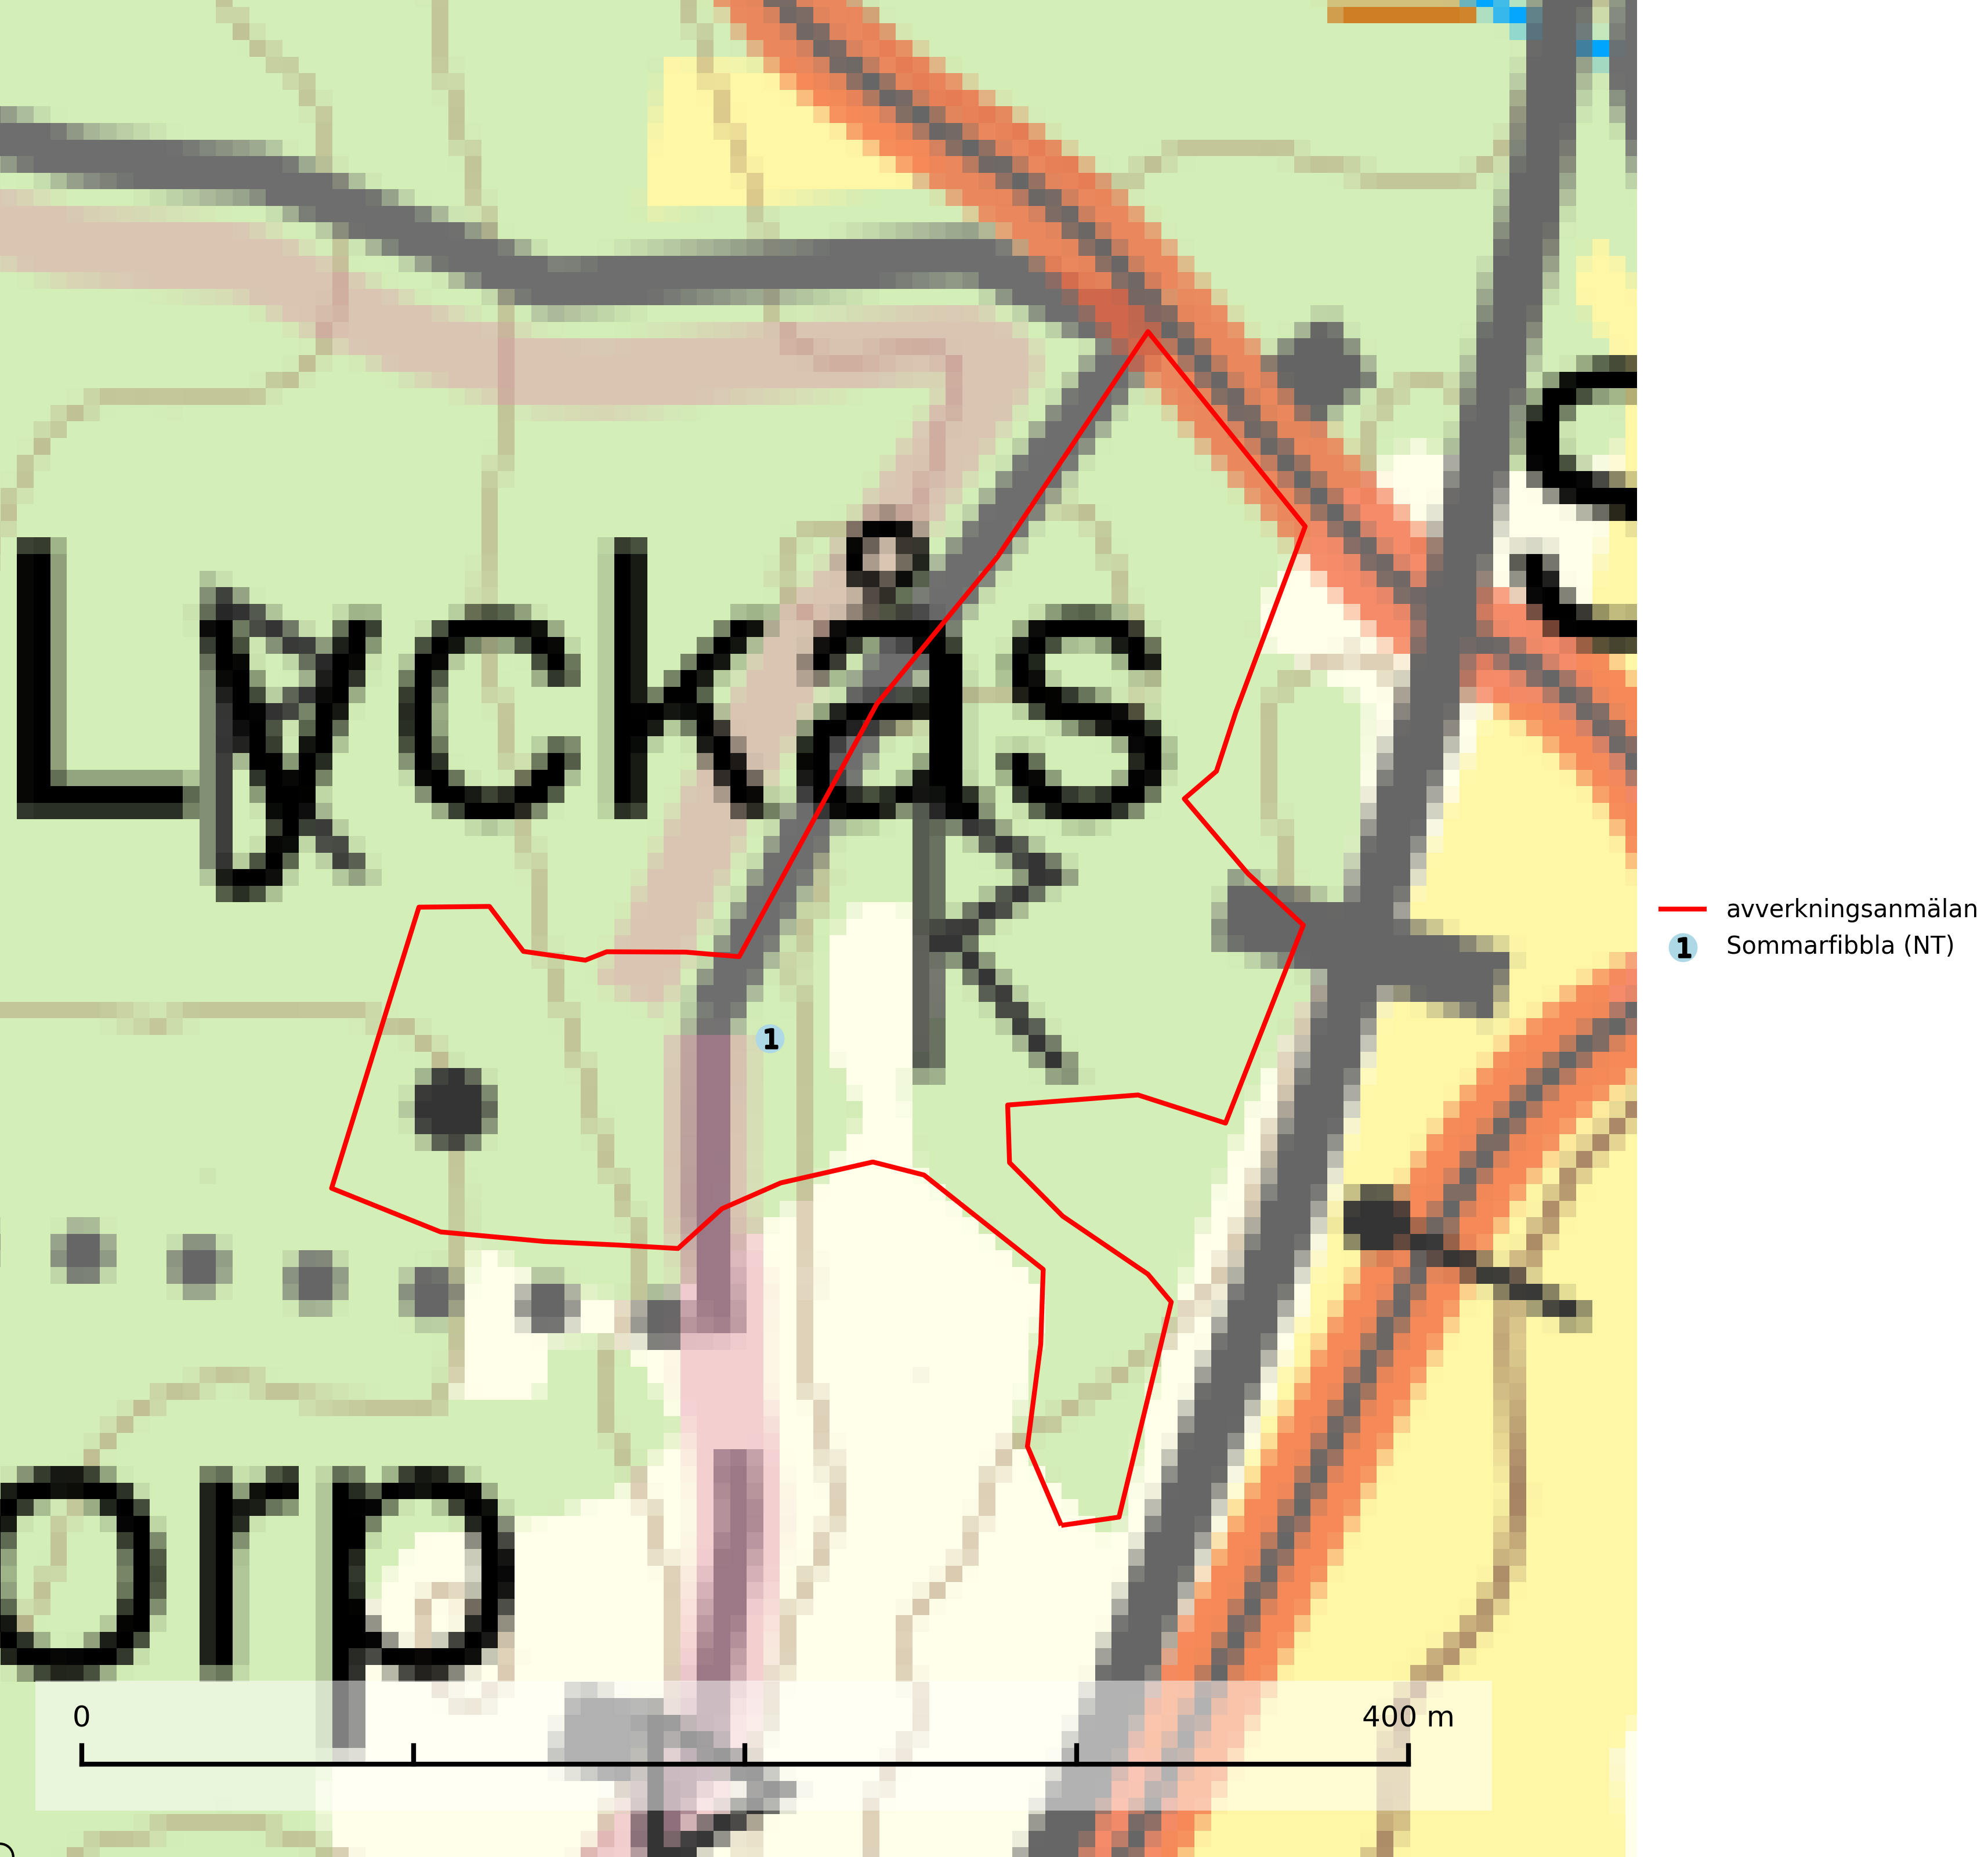 Lyckås
R
R
1
orp
avverkningsanmälan
1 Sommarfibbla (NT)
0 400 m
R